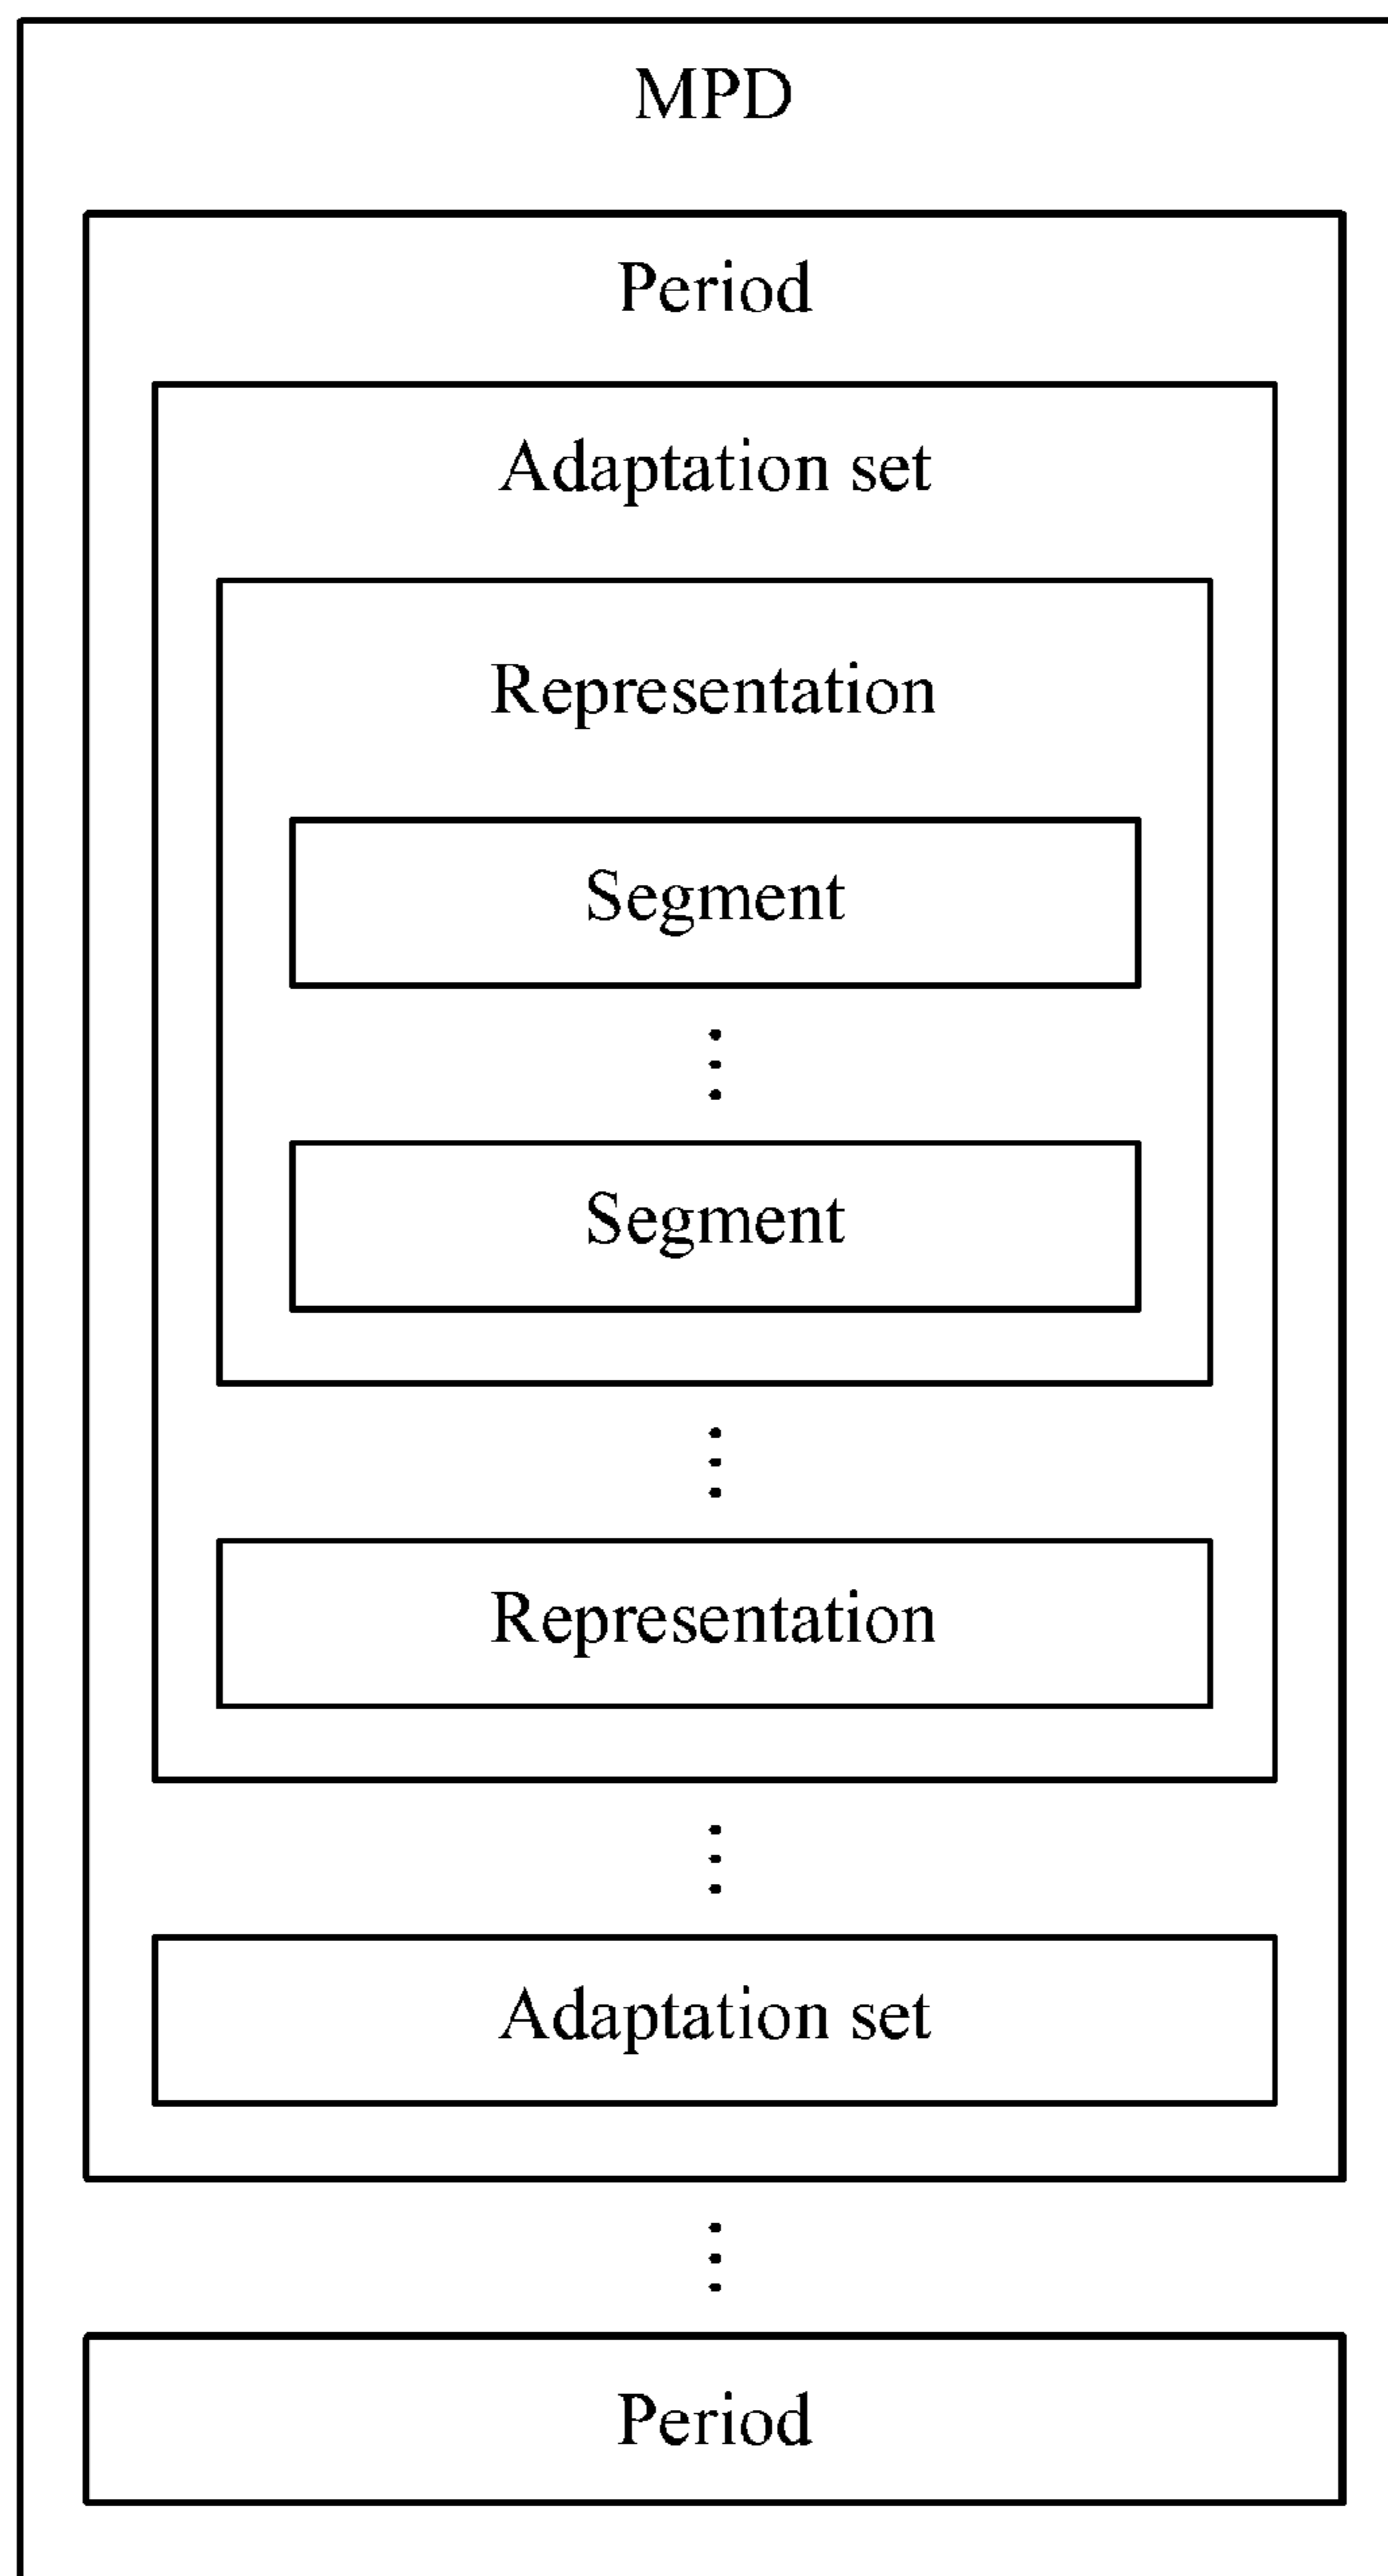 MPD
Period
Adaptation set
Representation
Segment
Segment
Representation
Adaptation set
Period